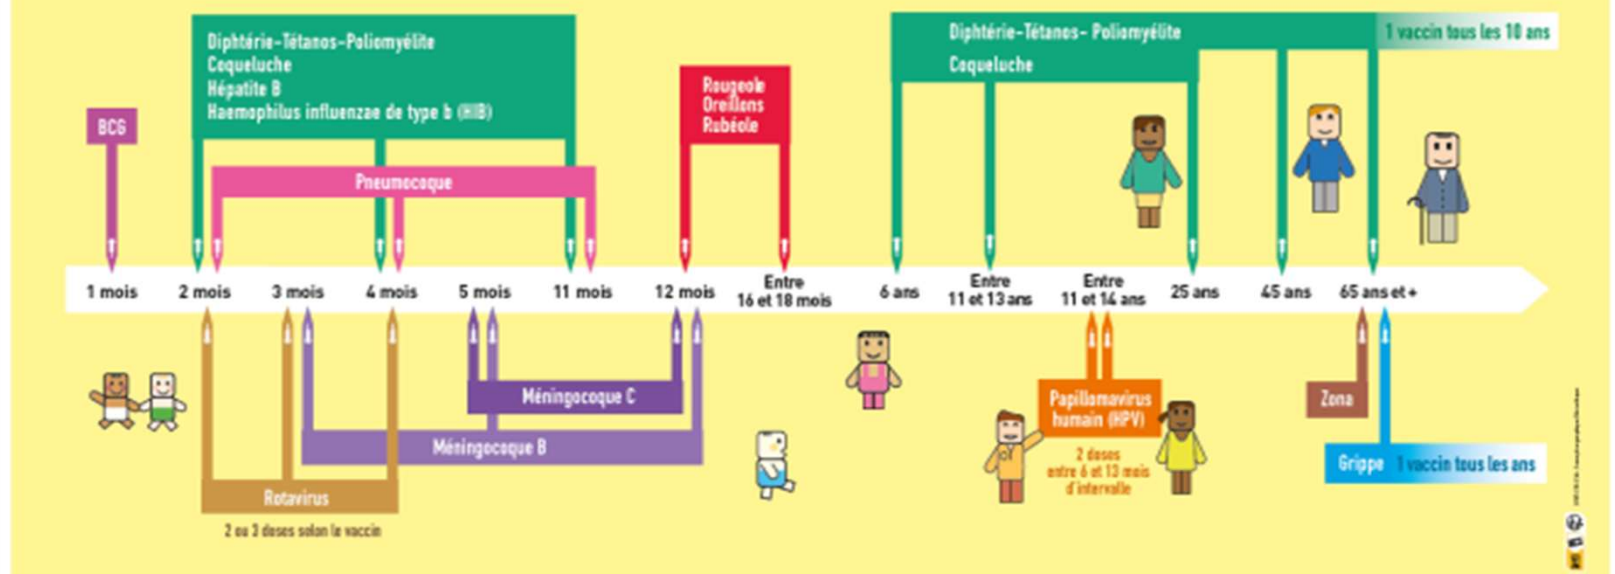 Diphtérie-Tétanos-Poliomyélite
Coqueluche
Hépatite B
Haemophilus influenzae de type b (HIB)
BCG
Pneumocoque
Rougeole
Oreillons
Rubéole
Diphtérie-Tétanos- Poliomyélite
Coqueluche
1 vaccin tous les 10 ans
1 mois
2 mois
3 mois
4 mois
5 mois
11 mois
12 mois
Entre
16 et 18 mois
6 ans
Entre
11 et 13 ans
Entre
11 et 14 ans
25 ans
45 ans
65 ans et +
Méningocoque C
Méningocoque B
Rotavirus
2 ou 3 doses selon le vaccin
Papillomavirus
humain (HPV)
2 doses
entre 6 et 13 mois
d'intervalle
Zona
Grippe
1 vaccin tous les ans